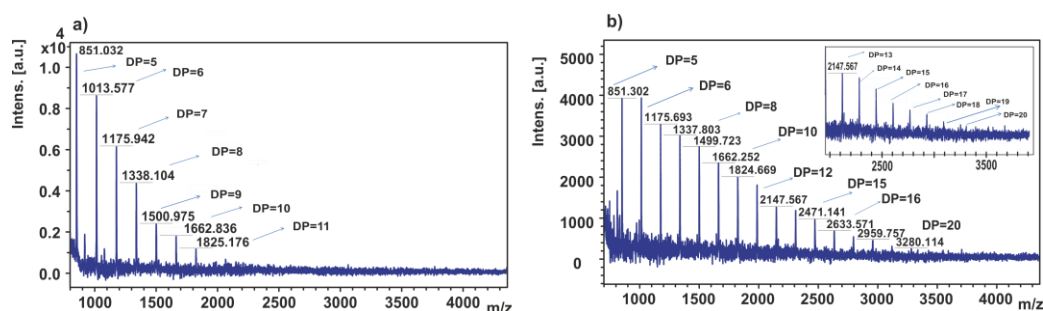 a)
Intens. [a.u.]
x10⁴
851.032
DP=5
1013.577
DP=6
DP=7
1175.942
DP=8
1338.104
DP=9
1500.975
DP=10
1662.836
DP=11
1825.176
1.0
0.8
0.6
0.4
0.2
0.0
1000 1500 2000 2500 3000 3500 4000 m/z
b)
Intens. [a.u.]
5000
4000
3000
2000
1000
0
DP=5
851.302
DP=6
1175.693
DP=8
1337.803
1499.723
DP=10
1662.252
1824.669
DP=12
2147.567
DP=15
2471.141
DP=16
2633.571
DP=20
2959.757
3280.114
1000 1500 2000 2500 3000 3500 4000 m/z
DP=13
2147.567
DP=14
DP=15
DP=16
DP=17
DP=18
DP=19
DP=20
2500 3500